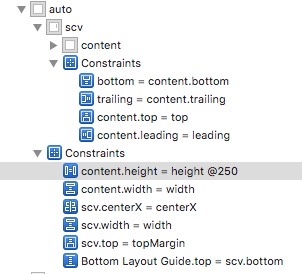 auto
scv
content
Constraints
bottom = content.bottom
trailing = content.trailing
content.top = top
content.leading = leading
Constraints
content.height = height @250
content.width = width
scv.centerX = centerX
scv.width = width
scv.top = topMargin
Bottom Layout Guide.top = scv.bottom